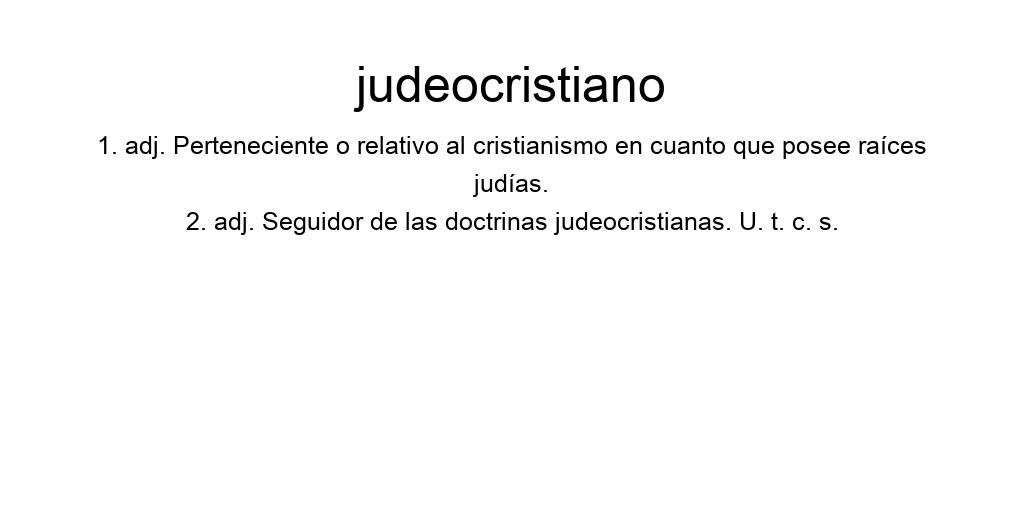 judeocristiano
1. adj. Perteneciente o relativo al cristianismo en cuanto que posee raíces
judías.
2. adj. Seguidor de las doctrinas judeocristianas. U. t. c. s.